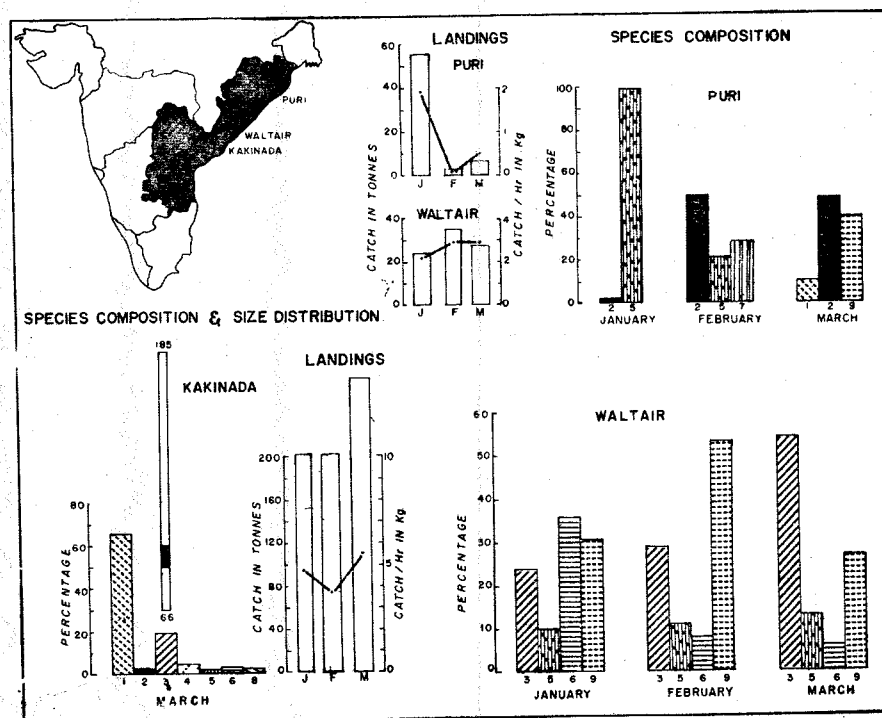 PURI
WALTAIR
KAKINADA
LANDINGS
PURI
60
40
20
0
2
1
0
J F M
WALTAIR
40
20
0
4
2
0
J F M
CATCH IN TONNES
CATCH/Hr IN Kg
SPECIES COMPOSITION
PURI
PERCENTAGE
100
80
60
40
20
0
2 5
2 5 7
1 2 9
JANUARY FEBRUARY MARCH
SPECIES COMPOSITION & SIZE DISTRIBUTION
KAKINADA
185
66
PERCENTAGE
80
60
40
20
0
1 2 3 4 5 6 8
MARCH
LANDINGS
CATCH IN TONNES
200
160
120
80
40
0
CATCH/Hr IN Kg.
10
5
0
J F M
WALTAIR
PERCENTAGE
60
50
40
30
20
10
0
3 5 6 9
3 5 6 9
3 5 6 9
JANUARY FEBRUARY MARCH